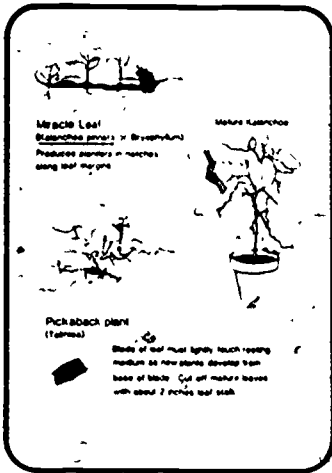 Miracle Leaf
(Kalanchoe pinnata × Bryophyllum)
Produces plantlets in notches
along leaf margins
Mature Kalanchoe
Pickaback plant
(Tolmiea)
Blade of leaf must lightly touch rooting
medium as new plants develop from
base of blade. Cut off mature leaves
with about 2 inches leaf stalk